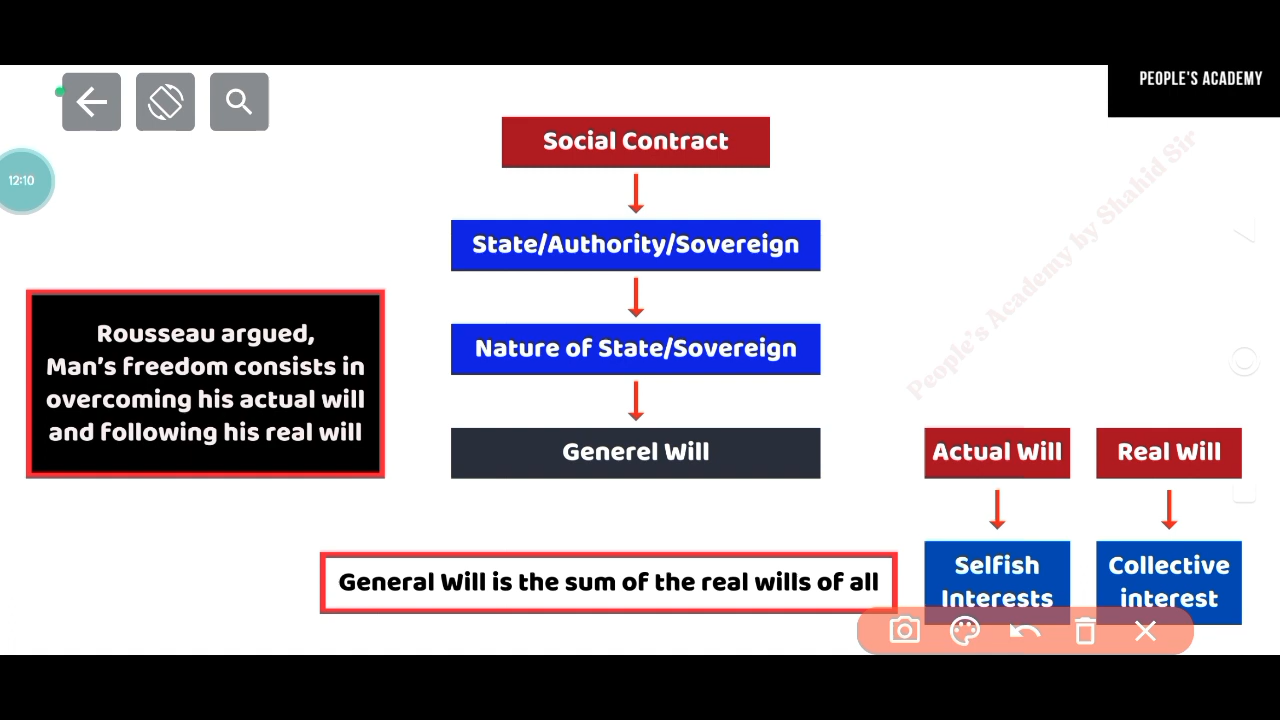 PEOPLE'S ACADEMY
Social Contract
12:10
State/Authority/Sovereign
People's Academy by Shahid Sir
Rousseau argued,
Man's freedom consists in
overcoming his actual will
and following his real will
Nature of State/Sovereign
Generel Will
Actual Will
Real Will
General Will is the sum of the real wills of all
Selfish
Interests
Collective
interest